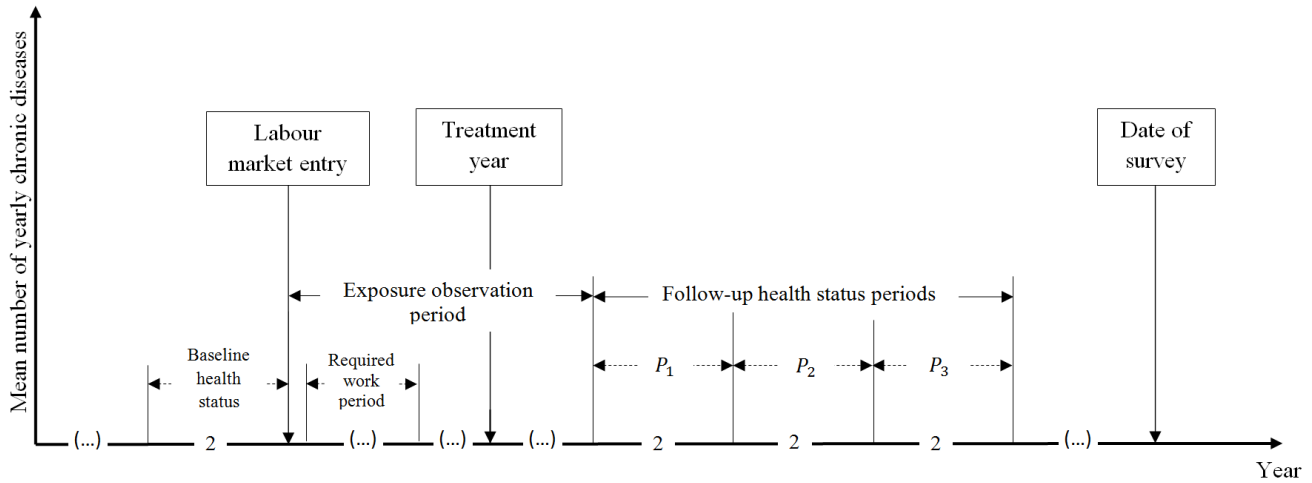 Mean number of yearly chronic diseases
Labour
market entry
Treatment
year
Date of
survey
Exposure observation
period
Follow-up health status periods
Baseline
health
status
Required
work
period
P₁
P₂
P₃
(...)
2
(...)
(...)
(...)
2
2
2
(...)
Year